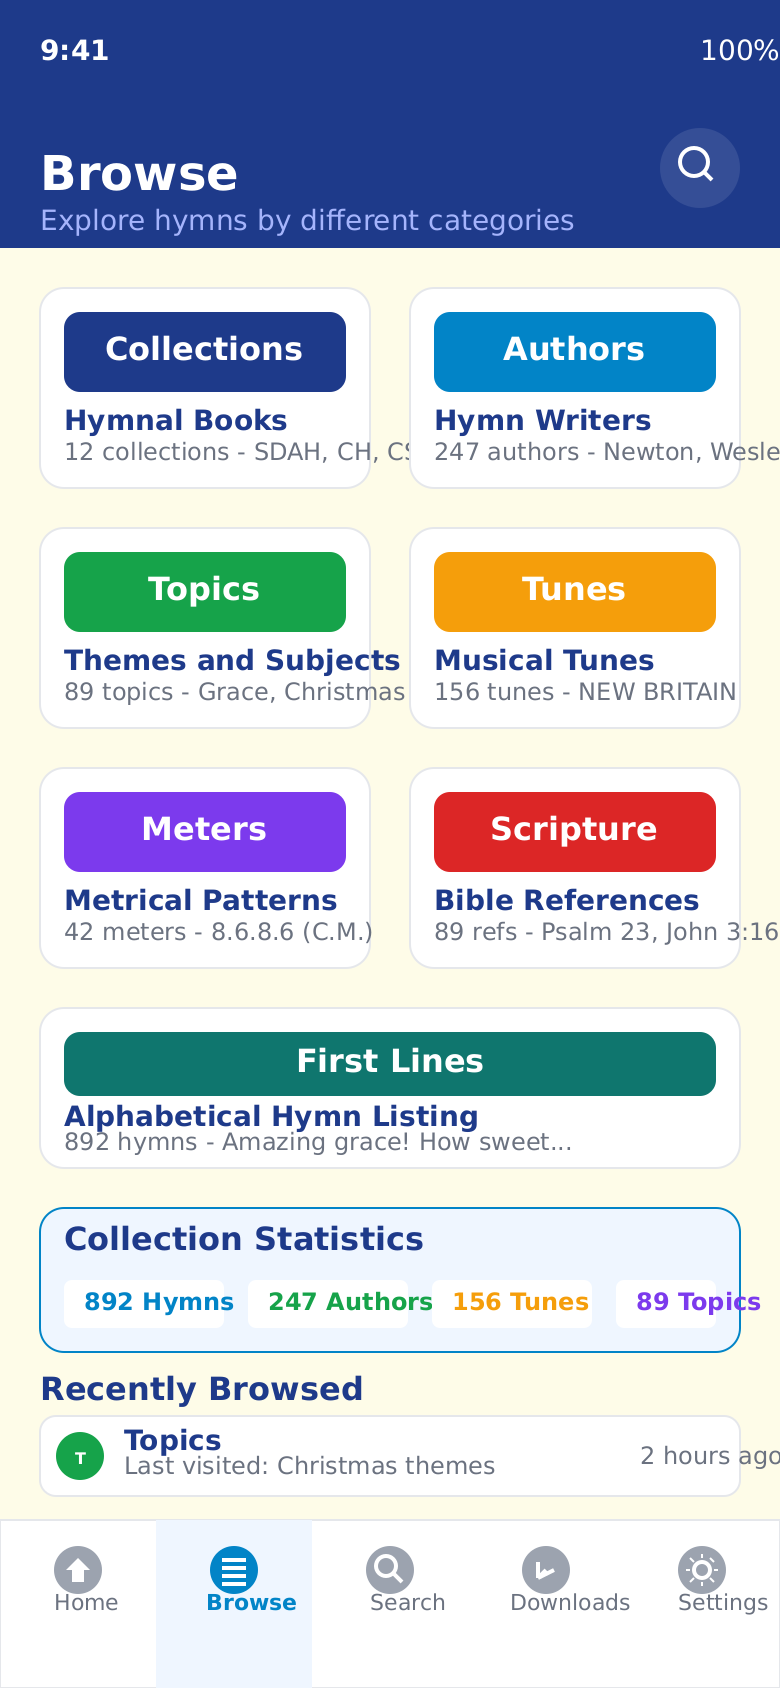 9:41
100%
Browse
Explore hymns by different categories
Collections
Authors
Hymnal Books
Hymn Writers
12 collections - SDAH, CH,
247 authors - Newton,
Topics
Tunes
Themes and Subjects
Musical Tunes
89 topics - Grace, Christmas
156 tunes - NEW BRITAIN
Meters
Scripture
Metrical Patterns
Bible References
42 meters - 8.6.8.6 (C.M.)
89 refs - Psalm 23, John 3:16
First Lines
Alphabetical Hymn Listing
892 hymns - Amazing grace! How sweet...
Collection Statistics
892 Hymns
247 Authors
156 Tunes
89 Topics
Recently Browsed
T
Topics
Last visited: Christmas themes
2 hours ago
Home
Browse
Search
Downloads
Settings